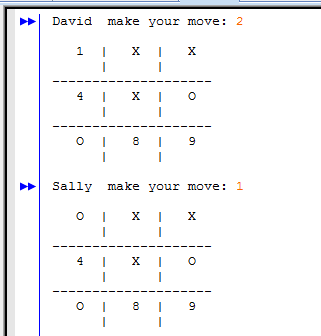 David  make your move: 2
1 | X | X
| |
--------------------
4 | X | O
| |
--------------------
O | 8 | 9
| |
Sally  make your move: 1
O | X | X
| |
--------------------
4 | X | O
| |
--------------------
O | 8 | 9
| |